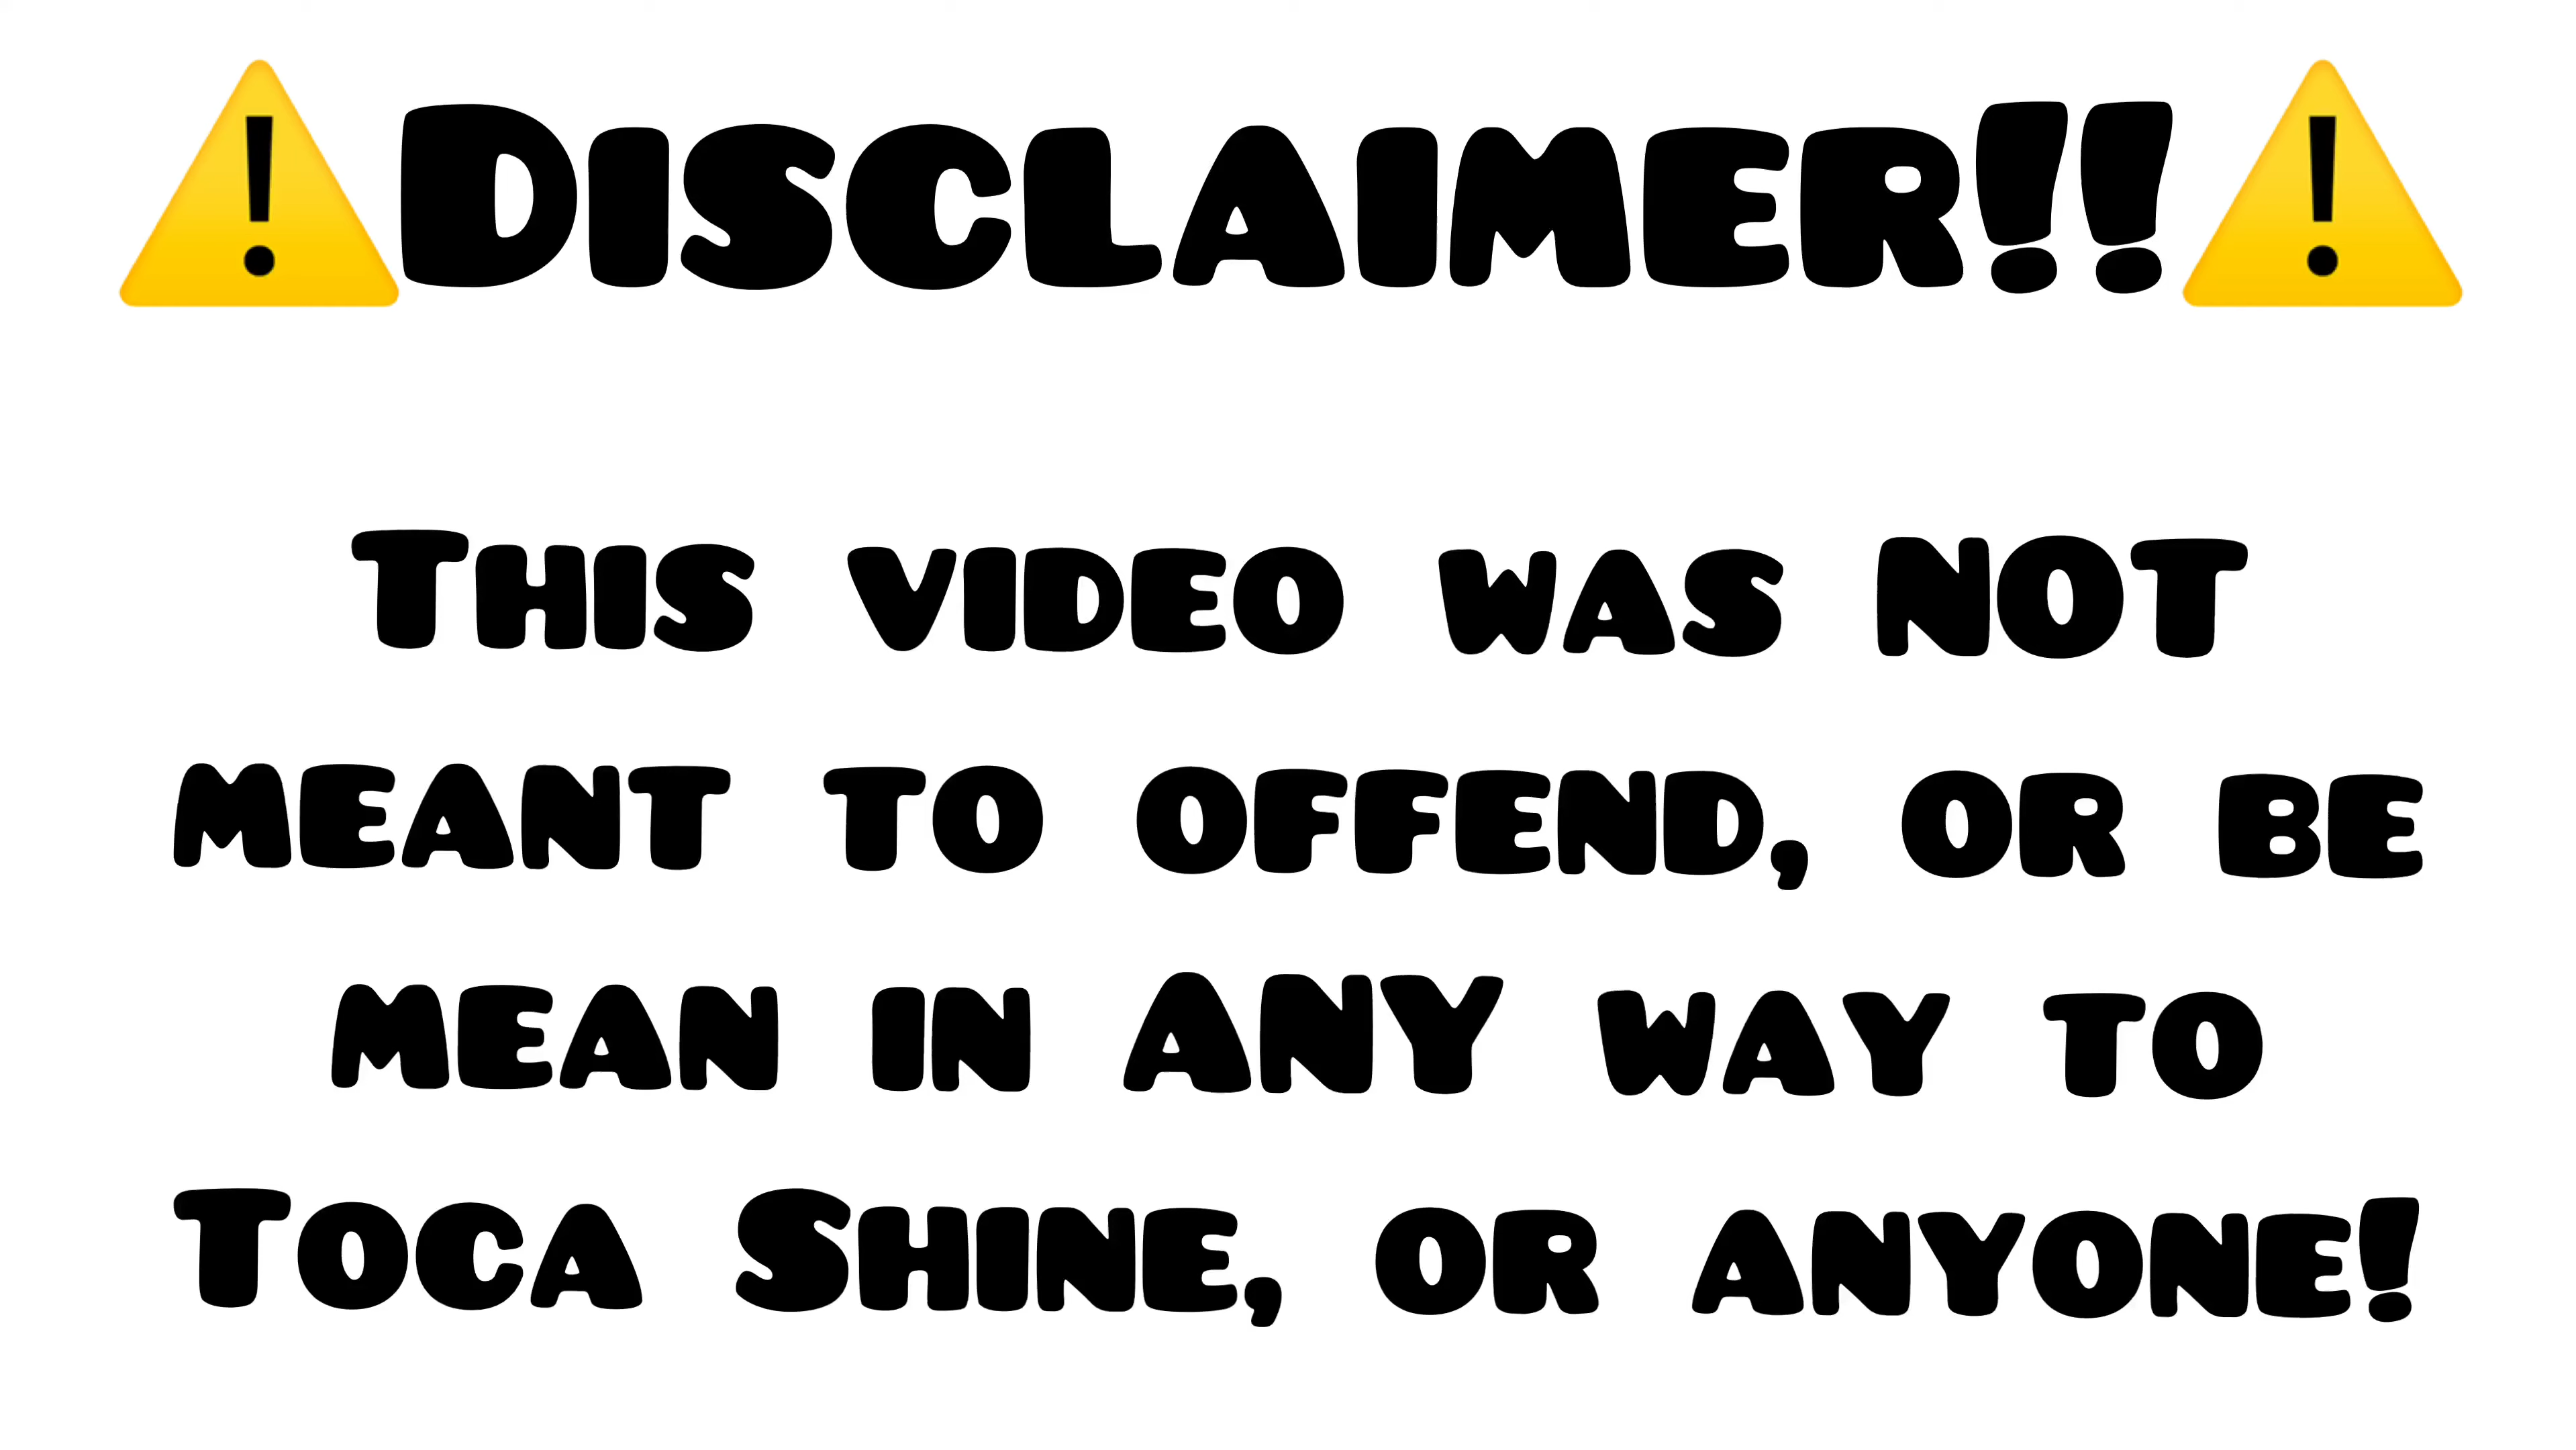 ⚠️Disclaimer!!⚠️
This video was NOT
meant to offend, or be
mean in ANY way to
Toca Shine, or anyone!